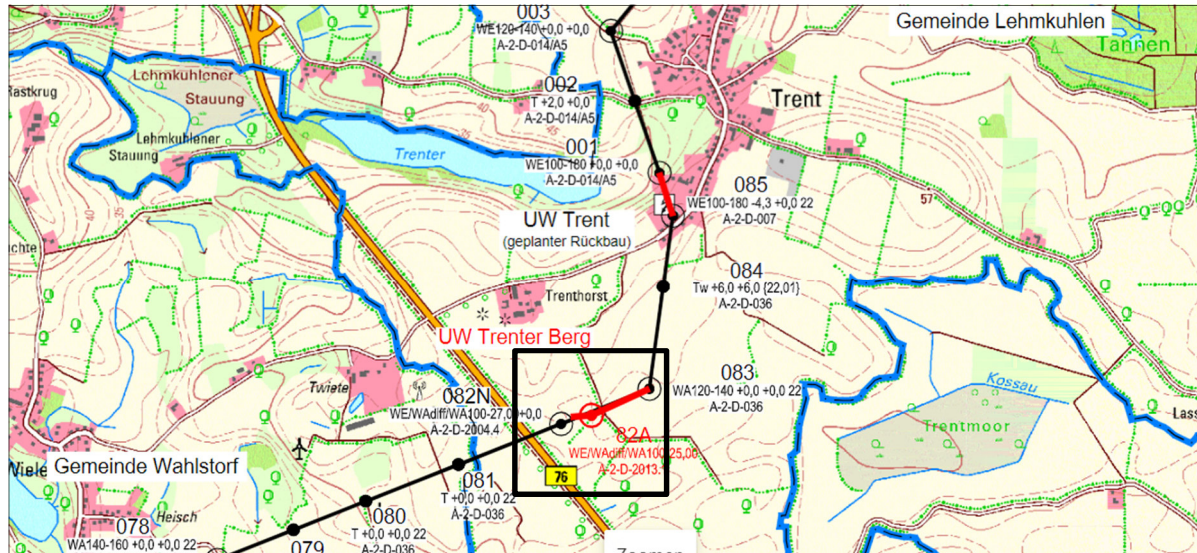 003
WE120-140 +0,0 +0,0
A-2-D-014/A5
Gemeinde Lehmkuhlen
Tannen
Lehmkuhlener
Stauung
Rastkrug
002
T +2,0 +0,0
A-2-D-014/A5
Trent
Lehmkuhlener
Stauung
Trenter
001
WE100-180 +0,0 +0,0
A-2-D-014/A5
45
40
35
085
WE100-180 -4,3 +0,0 22
A-2-D-007
57
UW Trent
(geplanter Rückbau)
084
Tw +6,0 +6,0 {22,01}
A-2-D-036
Trenthorst
UW Trenter Berg
083
WA120-140 +0,0 +0,0 22
A-2-D-036
Kossau
Twiete
082N
WE/WAdiff/WA100-27,00 +0,0
A-2-D-2004.4
82A
WE/WAdiff/WA100/25,00
A-2-D-2013.
Trentmoor
Gemeinde Wahlstorf
76
081
T +0,0 +0,0 22
A-2-D-036
Heisch
078
WA140-160 +0,0 +0,0 22
080
T +0,0 +0,0 22
A-2-D-036
079